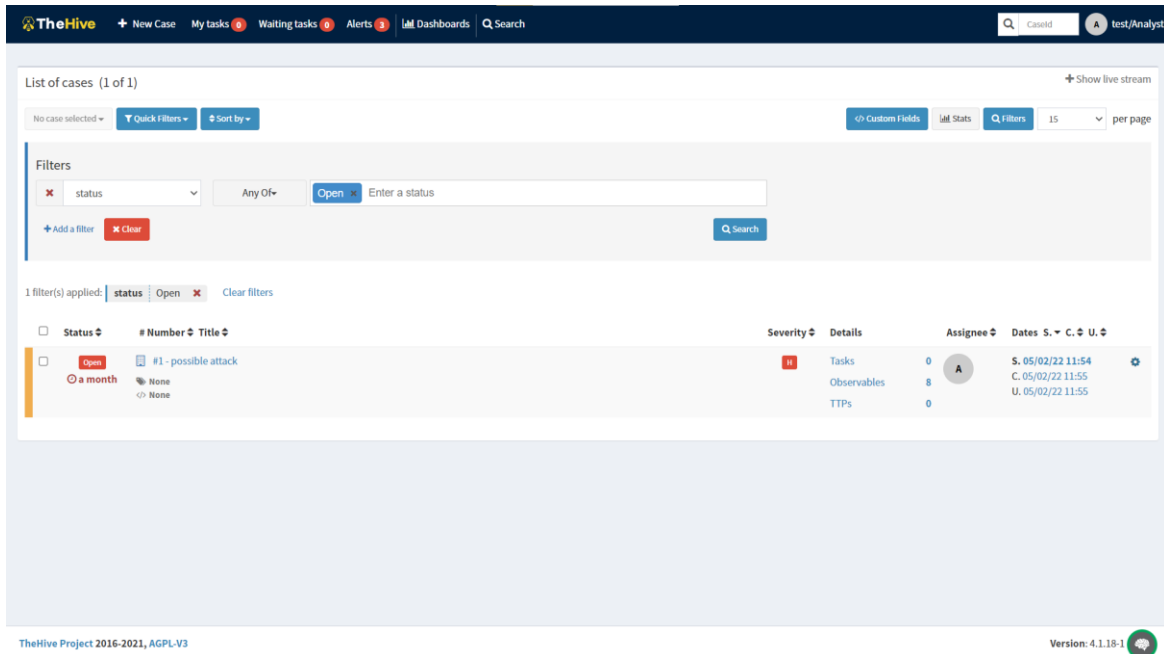 TheHive + New Case My tasks 0 Waiting tasks 0 Alerts 3 Dashboards Search CaseId A test/Analyst
List of cases (1 of 1) + Show live stream
No case selected Quick Filters Sort by </> Custom Fields Stats Filters 15 per page
Filters
status Any Of Open × Enter a status
+ Add a filter × Clear Search
1 filter(s) applied: status Open × Clear filters
Status # Number Title Severity Details Assignee Dates S. C. U.
Open #1 - possible attack H Tasks 0 A S. 05/02/22 11:54
a month None Observables 8 C. 05/02/22 11:55
</> None TTPs 0 U. 05/02/22 11:55
TheHive Project 2016-2021, AGPL-V3 Version: 4.1.18-1